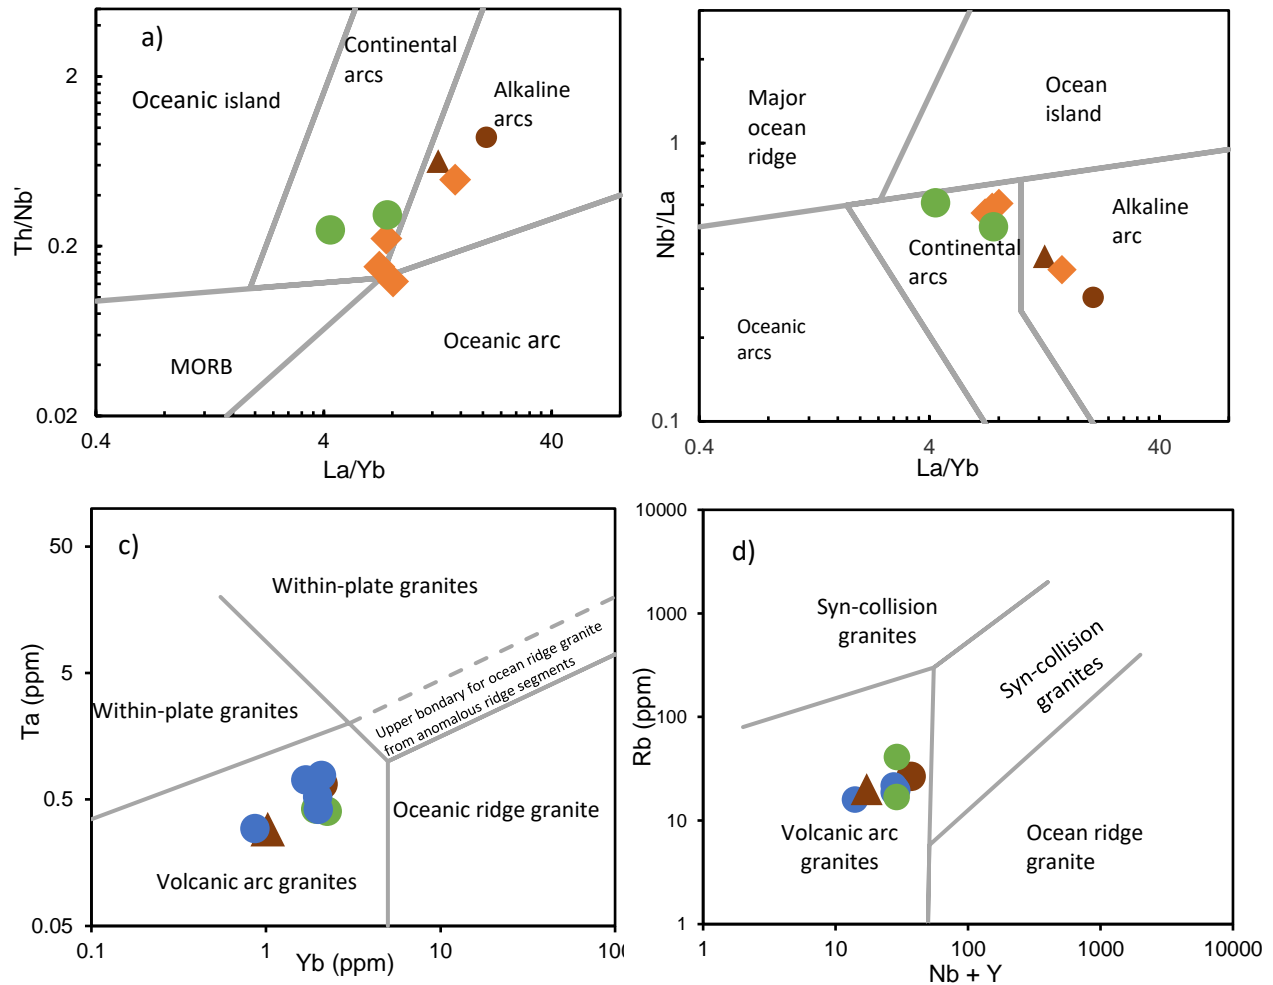 a)
Oceanic island
Continental
arcs
Alkaline
arcs
MORB
Oceanic arc
2
0.2
0.02
0.4
4
40
Th/Nb'
La/Yb
Major
ocean
ridge
Ocean
island
Alkaline
arc
Continental
arcs
Oceanic
arcs
1
0.1
0.4
4
40
Nb'/La
La/Yb
c)
Within-plate granites
Within-plate granites
Upper bondary for ocean ridge granite
from anomalous ridge segments
Oceanic ridge granite
Volcanic arc granites
50
5
0.5
0.05
0.1
1
10
100
Ta (ppm)
Yb (ppm)
d)
Syn-collision
granites
Syn-collision
granites
Volcanic arc
granites
Ocean ridge
granite
10000
1000
100
10
1
1
10
100
1000
10000
Rb (ppm)
Nb + Y